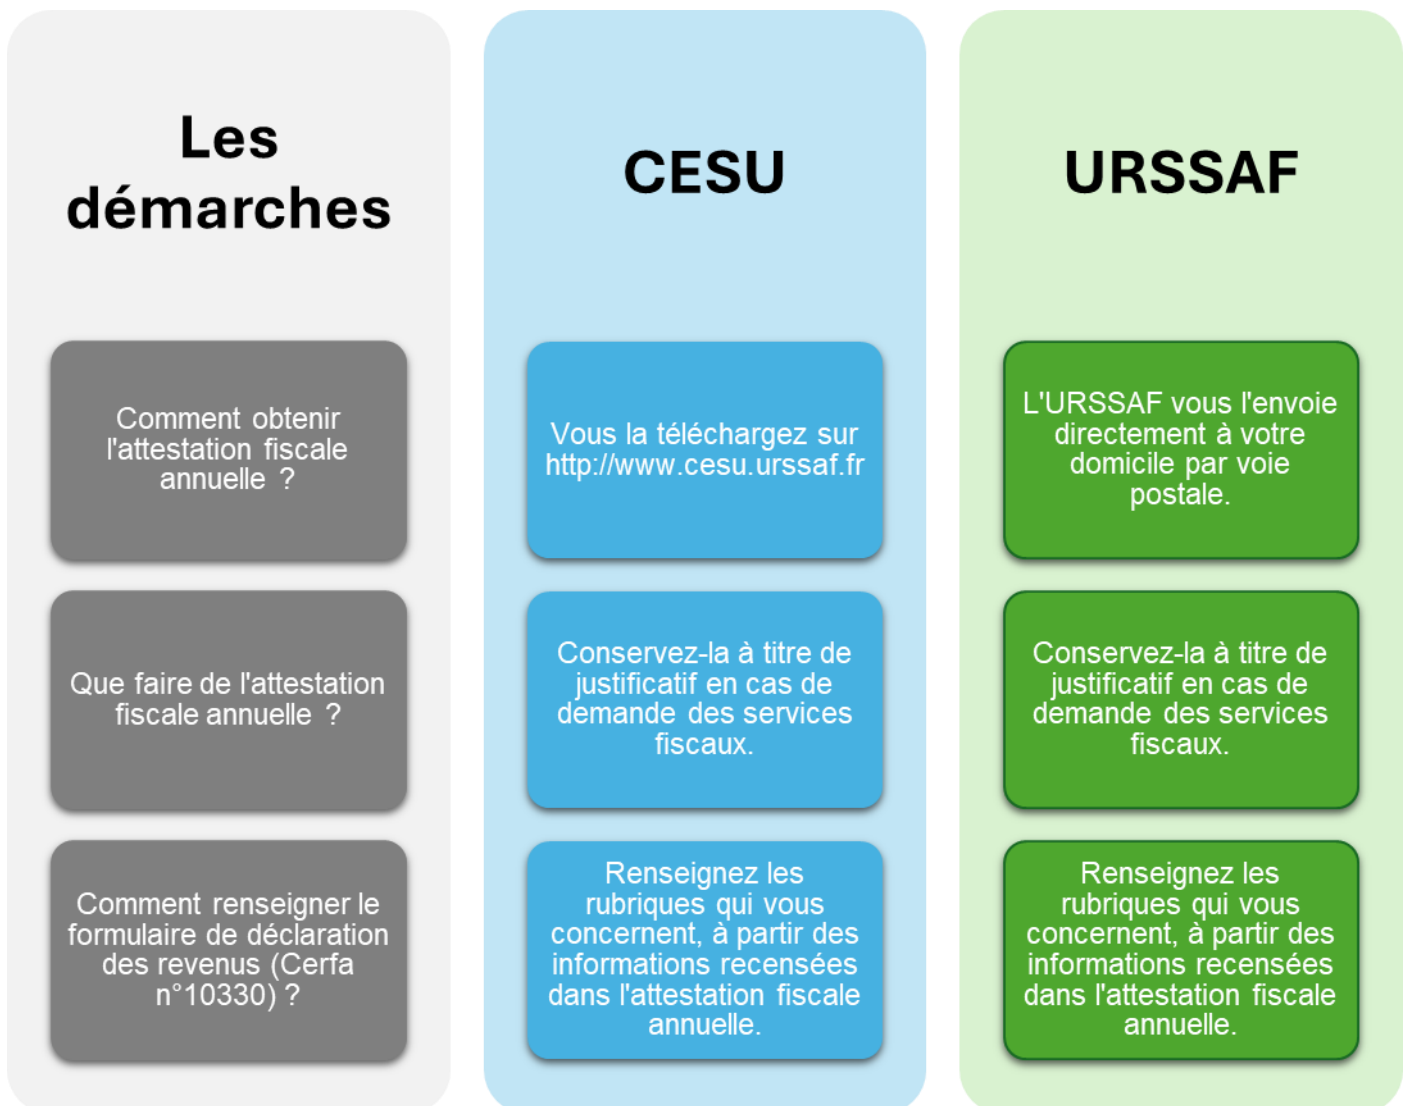 Les
démarches
CESU
URSSAF
Comment obtenir
l'attestation fiscale
annuelle ?
Vous la téléchargez sur
http://www.cesu.urssaf.fr
L'URSSAF vous l'envoie
directement à votre
domicile par voie
postale.
Que faire de l'attestation
fiscale annuelle ?
Conservez-la à titre de
justificatif en cas de
demande des services
fiscaux.
Conservez-la à titre de
justificatif en cas de
demande des services
fiscaux.
Comment renseigner le
formulaire de déclaration
des revenus (Cerfa
n°10330) ?
Renseignez les
rubriques qui vous
concernent, à partir des
informations recensées
dans l'attestation fiscale
annuelle.
Renseignez les
rubriques qui vous
concernent, à partir des
informations recensées
dans l'attestation fiscale
annuelle.